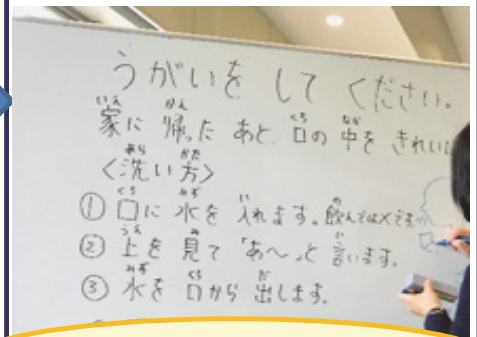 うがいを してください。
家に 帰った あと、口の 中を きれいに
<洗い方>
① 口に 水を 入れます。飲んでは×です
② 上を 見て 「あ〜」と 言います。
③ 水を 口から 出します。